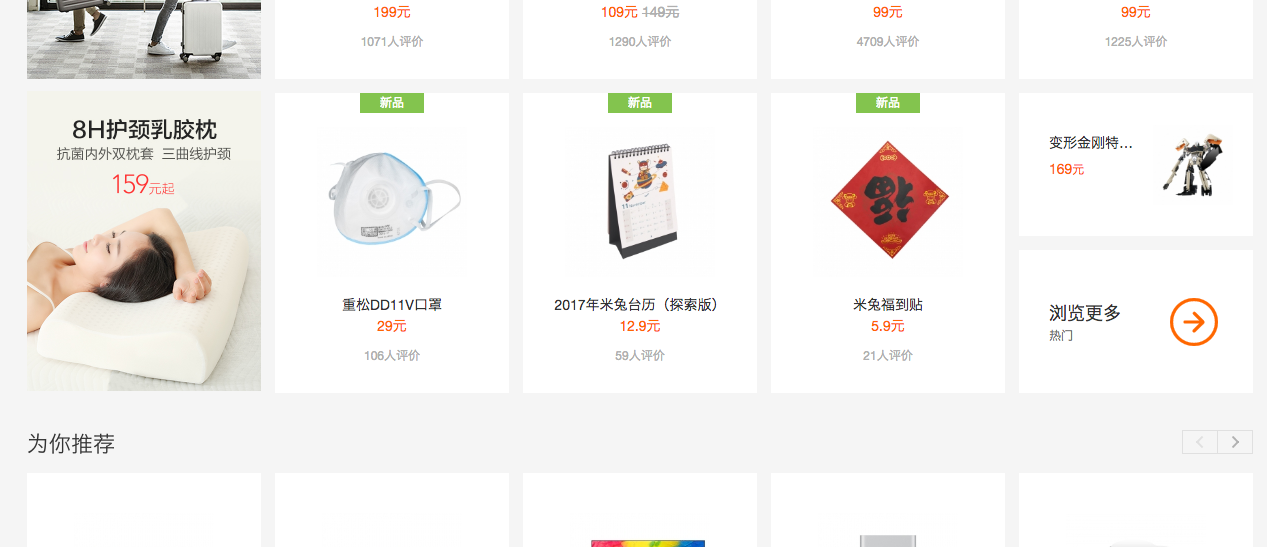 199元
1071人评价
109元 149元
1290人评价
99元
4709人评价
99元
1225人评价
8H护颈乳胶枕
抗菌内外双枕套 三曲线护颈
159元起
新品
重松DD11V口罩
29元
106人评价
新品
2017年米兔台历（探索版）
12.9元
59人评价
新品
福
米兔福到贴
5.9元
21人评价
变形金刚特...
169元
浏览更多
热门
为你推荐